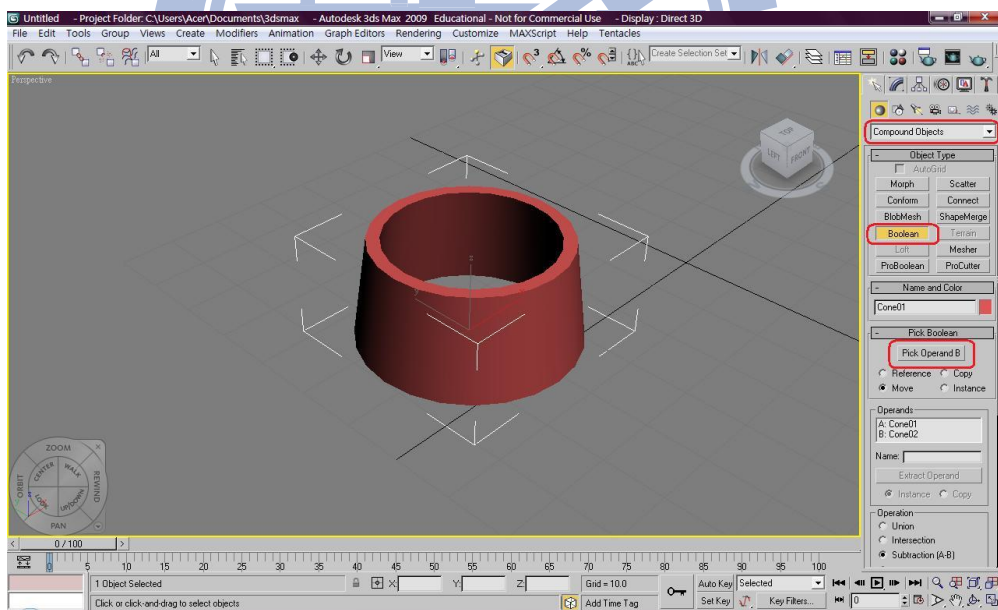 Untitled - Project Folder: C:\Users\Acer\Documents\3dsmax - Autodesk 3ds Max 2009 Educational - Not for Commercial Use - Display : Direct 3D
File Edit Tools Group Views Create Modifiers Animation Graph Editors Rendering Customize MAXScript Help Tentacles
All View Create Selection Set
Perspective
TOP
LEFT FRONT
Compound Objects
Object Type
AutoGrid
Morph Scatter
Conform Connect
BlobMesh ShapeMerge
Boolean Terrain
Loft Mesher
ProBoolean ProCutter
Name and Color
Cone01
Pick Boolean
Pick Operand B
Reference Copy
Move Instance
Operands
A: Cone01
B: Cone02
Name:
Extract Operand
Instance Copy
Operation
Union
Intersection
Subtraction (A-B)
ZOOM
CENTER WALK
ORBIT REWIND
LOOK UP/DOWN
PAN
z
y
0 / 100
0 5 10 15 20 25 30 35 40 45 50 55 60 65 70 75 80 85 90 95 100
1 Object Selected X: Y: Z: Grid = 10.0 Auto Key Selected
Click or click-and-drag to select objects Add Time Tag Set Key Key Filters... 0